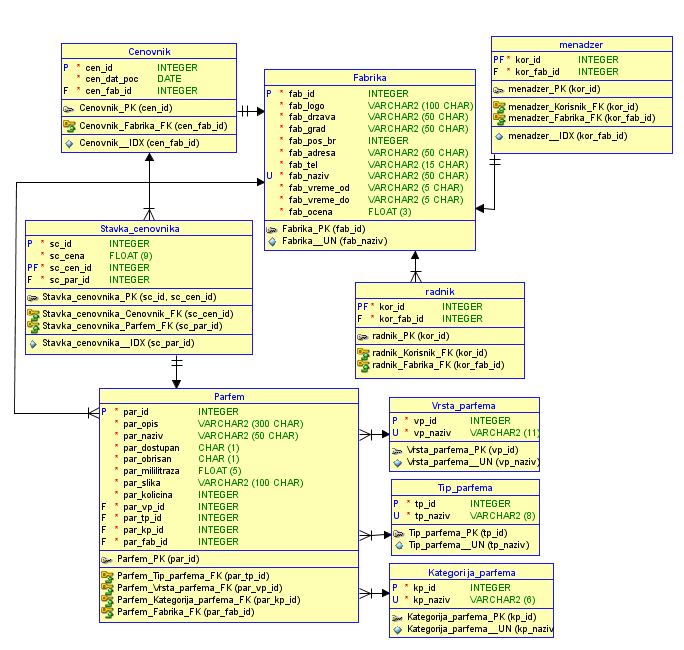 Cenovnik
P * cen_id INTEGER
* cen_dat_poc DATE
F * cen_fab_id INTEGER
Cenovnik_PK (cen_id)
Cenovnik_Fabrika_FK (cen_fab_id)
Cenovnik__IDX (cen_fab_id)
Fabrika
P * fab_id INTEGER
* fab_logo VARCHAR2 (100 CHAR)
* fab_drzava VARCHAR2 (50 CHAR)
* fab_grad VARCHAR2 (50 CHAR)
* fab_pos_br INTEGER
* fab_adresa VARCHAR2 (50 CHAR)
* fab_tel VARCHAR2 (15 CHAR)
U * fab_naziv VARCHAR2 (50 CHAR)
* fab_vreme_od VARCHAR2 (5 CHAR)
* fab_vreme_do VARCHAR2 (5 CHAR)
* fab_ocena FLOAT (3)
Fabrika_PK (fab_id)
Fabrika__UN (fab_naziv)
menadzer
PF * kor_id INTEGER
F * kor_fab_id INTEGER
menadzer_PK (kor_id)
menadzer_Korisnik_FK (kor_id)
menadzer_Fabrika_FK (kor_fab_id)
menadzer__IDX (kor_fab_id)
Stavka_cenovnika
P * sc_id INTEGER
* sc_cena FLOAT (9)
PF * sc_cen_id INTEGER
F * sc_par_id INTEGER
Stavka_cenovnika_PK (sc_id, sc_cen_id)
Stavka_cenovnika_Cenovnik_FK (sc_cen_id)
Stavka_cenovnika_Parfem_FK (sc_par_id)
Stavka_cenovnika__IDX (sc_par_id)
radnik
PF * kor_id INTEGER
F * kor_fab_id INTEGER
radnik_PK (kor_id)
radnik_Korisnik_FK (kor_id)
radnik_Fabrika_FK (kor_fab_id)
Parfem
P * par_id INTEGER
* par_opis VARCHAR2 (300 CHAR)
* par_naziv VARCHAR2 (50 CHAR)
* par_dostupan CHAR (1)
* par_obrisan CHAR (1)
* par_mililitraza FLOAT (5)
* par_slika VARCHAR2 (100 CHAR)
* par_kolicina INTEGER
F * par_vp_id INTEGER
F * par_tp_id INTEGER
F * par_kp_id INTEGER
F * par_fab_id INTEGER
Parfem_PK (par_id)
Parfem_Tip_parfema_FK (par_tp_id)
Parfem_Vrsta_parfema_FK (par_vp_id)
Parfem_Kategorija_parfema_FK (par_kp_id)
Parfem_Fabrika_FK (par_fab_id)
Vrsta_parfema
P * vp_id INTEGER
U * vp_naziv VARCHAR2 (11)
Vrsta_parfema_PK (vp_id)
Vrsta_parfema__UN (vp_naziv)
Tip_parfema
P * tp_id INTEGER
U * tp_naziv VARCHAR2 (8)
Tip_parfema_PK (tp_id)
Tip_parfema__UN (tp_naziv)
Kategorija_parfema
P * kp_id INTEGER
U * kp_naziv VARCHAR2 (6)
Kategorija_parfema_PK (kp_id)
Kategorija_parfema__UN (kp_naziv